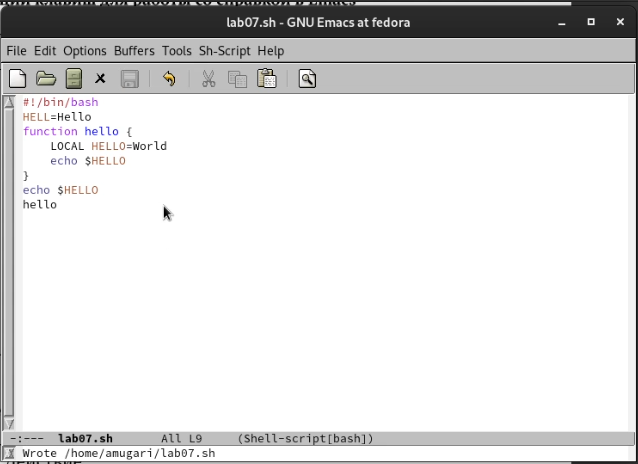 lab07.sh - GNU Emacs at fedora
File Edit Options Buffers Tools Sh-Script Help
#!/bin/bash
HELL=Hello
function hello {
    LOCAL HELLO=World
    echo $HELLO
}
echo $HELLO
hello
-:--- lab07.sh All L9 (Shell-script[bash])
Wrote /home/amugari/lab07.sh